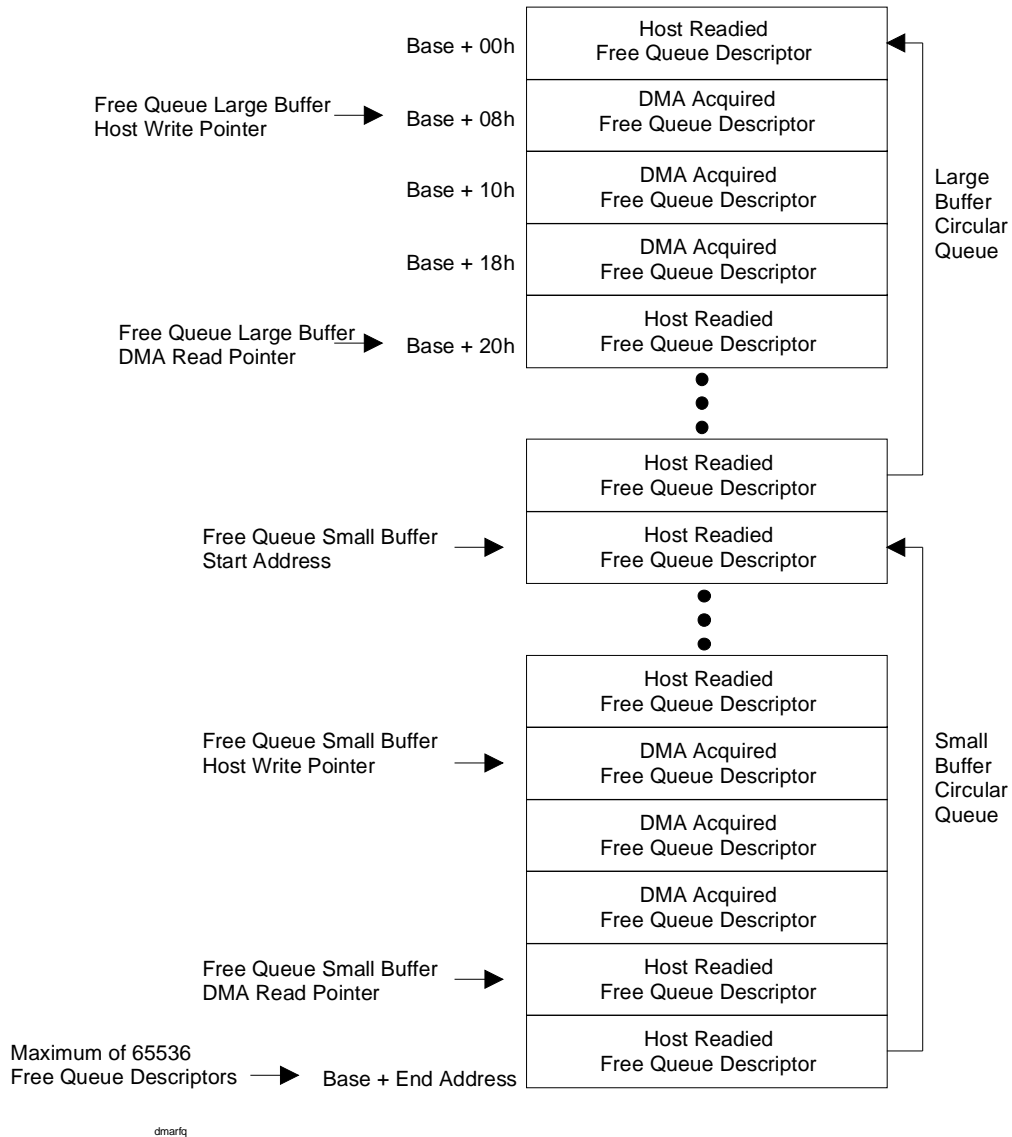 Base + 00h
Host Readied
Free Queue Descriptor
Free Queue Large Buffer
Host Write Pointer
Base + 08h
DMA Acquired
Free Queue Descriptor
Base + 10h
DMA Acquired
Free Queue Descriptor
Large
Buffer
Circular
Queue
Base + 18h
DMA Acquired
Free Queue Descriptor
Free Queue Large Buffer
DMA Read Pointer
Base + 20h
Host Readied
Free Queue Descriptor
Host Readied
Free Queue Descriptor
Free Queue Small Buffer
Start Address
Host Readied
Free Queue Descriptor
Host Readied
Free Queue Descriptor
Free Queue Small Buffer
Host Write Pointer
DMA Acquired
Free Queue Descriptor
Small
Buffer
Circular
Queue
DMA Acquired
Free Queue Descriptor
DMA Acquired
Free Queue Descriptor
Free Queue Small Buffer
DMA Read Pointer
Host Readied
Free Queue Descriptor
Maximum of 65536
Free Queue Descriptors
Base + End Address
Host Readied
Free Queue Descriptor
dmarfq